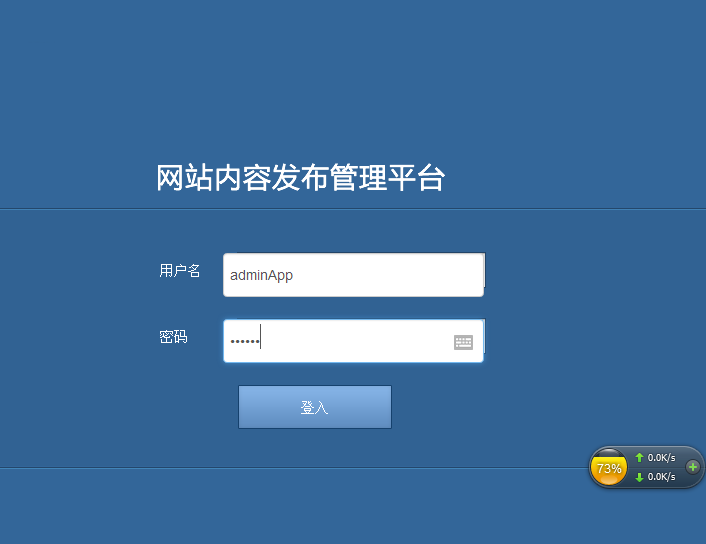 网站内容发布管理平台
用户名 adminApp
密码 ••••••
登入
73% 0.0K/s
0.0K/s